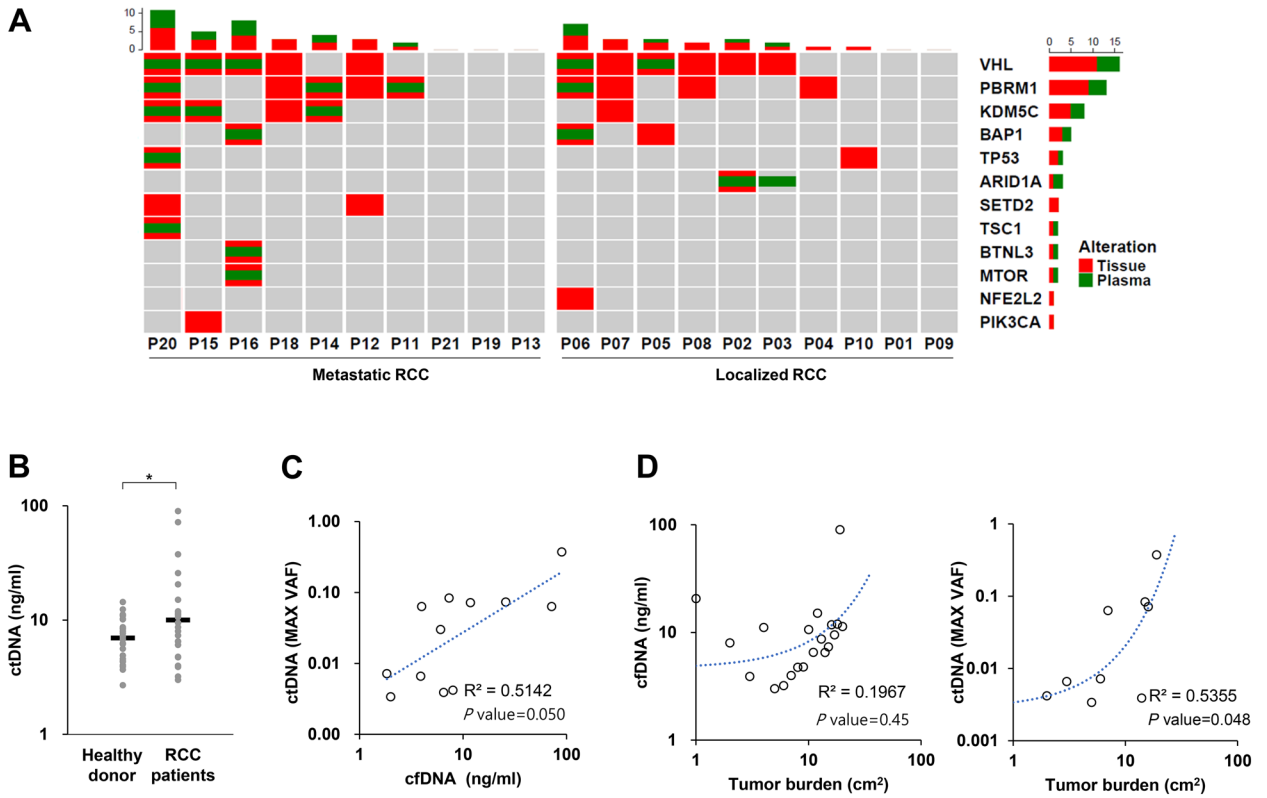 A
10
5
0
0 5 10 15
VHL
PBRM1
KDM5C
BAP1
TP53
ARID1A
SETD2
TSC1
BTNL3
MTOR
NFE2L2
PIK3CA
Alteration
Tissue
Plasma
P20 P15 P16 P18 P14 P12 P11 P21 P19 P13 P06 P07 P05 P08 P02 P03 P04 P10 P01 P09
Metastatic RCC
Localized RCC
B
ctDNA (ng/ml)
100
10
1
*
Healthy
donor
RCC
patients
C
ctDNA (MAX VAF)
1.00
0.10
0.01
0.00
R² = 0.5142
P value=0.050
1 10 100
cfDNA (ng/ml)
D
cfDNA (ng/ml)
100
10
1
R² = 0.1967
P value=0.45
1 10 100
Tumor burden (cm²)
ctDNA (MAX VAF)
1
0.1
0.01
0.001
R² = 0.5355
P value=0.048
1 10 100
Tumor burden (cm²)